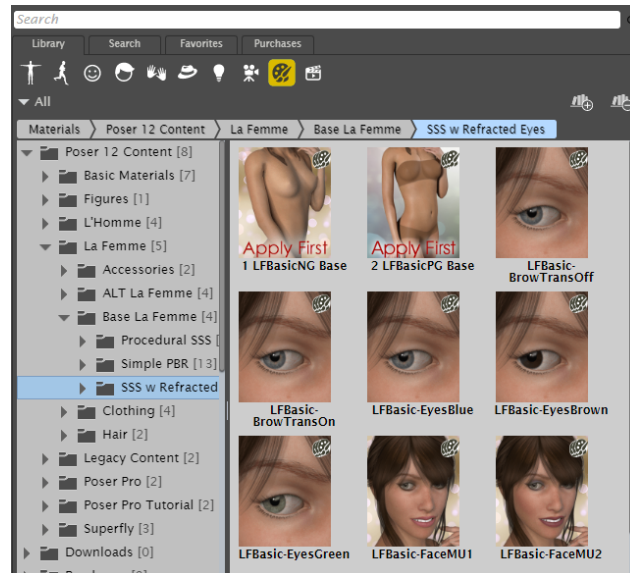 Search
Library Search Favorites Purchases
All
Materials Poser 12 Content La Femme Base La Femme SSS w Refracted Eyes
Poser 12 Content [8]
Basic Materials [7]
Figures [1]
L'Homme [4]
La Femme [5]
Accessories [2]
ALT La Femme [4]
Base La Femme [4]
Procedural SSS [
Simple PBR [13]
SSS w Refracted
Clothing [4]
Hair [2]
Legacy Content [2]
Poser Pro [2]
Poser Pro Tutorial [2]
Superfly [3]
Downloads [0]
Apply First
1 LFBasicNG Base
Apply First
2 LFBasicPG Base
LFBasic-
BrowTransOff
LFBasic-
BrowTransOn
LFBasic-EyesBlue
LFBasic-EyesBrown
LFBasic-EyesGreen
LFBasic-FaceMU1
LFBasic-FaceMU2